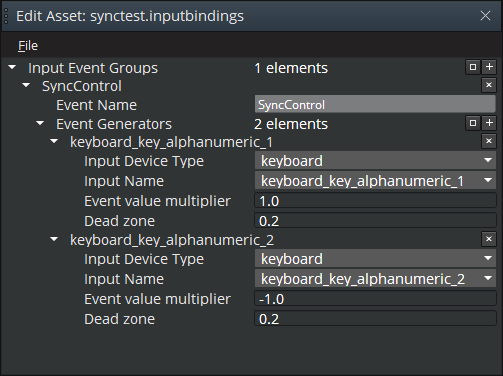 Edit Asset: synctest.inputbindings
File
Input Event Groups 1 elements
SyncControl
Event Name SyncControl
Event Generators 2 elements
keyboard_key_alphanumeric_1
Input Device Type keyboard
Input Name keyboard_key_alphanumeric_1
Event value multiplier 1.0
Dead zone 0.2
keyboard_key_alphanumeric_2
Input Device Type keyboard
Input Name keyboard_key_alphanumeric_2
Event value multiplier -1.0
Dead zone 0.2